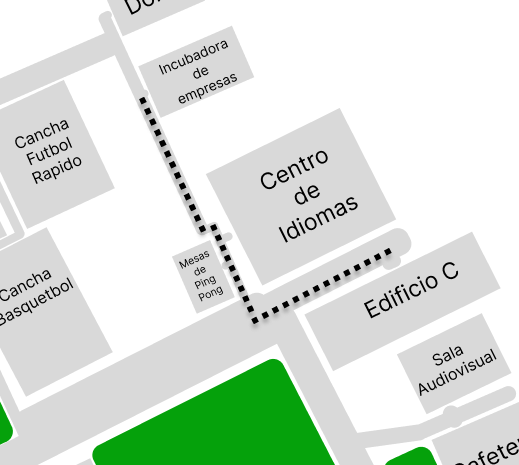 Incubadora
de
empresas
Cancha
Futbol
Rapido
Centro
de
Idiomas
Mesas
de
Ping
Pong
Cancha
Basquetbol
Edificio C
Sala
Audiovisual